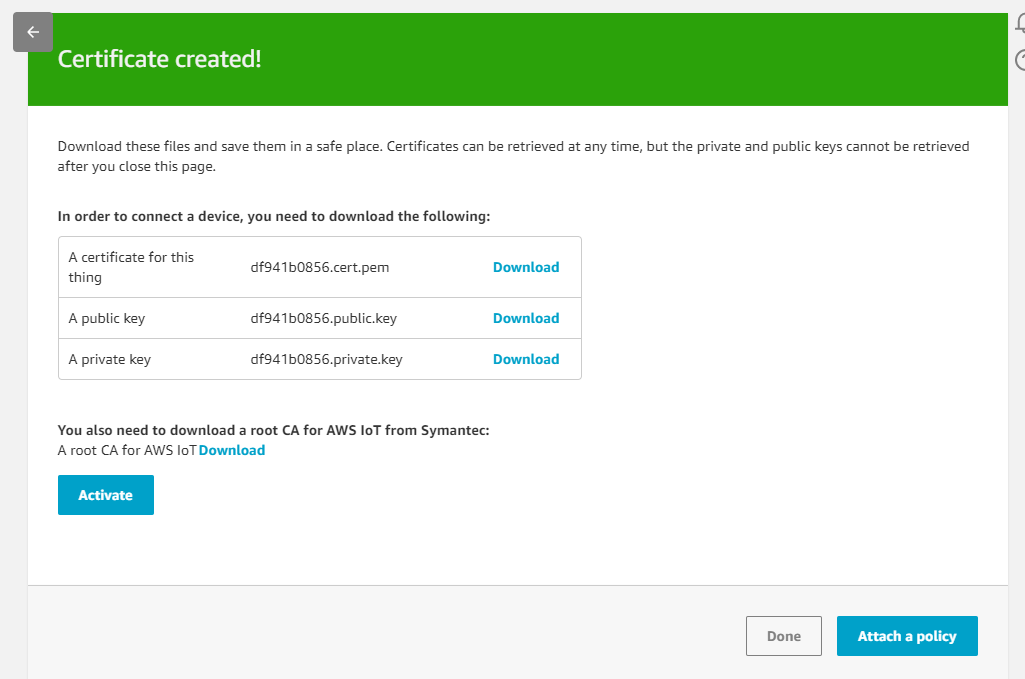 Certificate created!
Download these files and save them in a safe place. Certificates can be retrieved at any time, but the private and public keys cannot be retrieved
after you close this page.
In order to connect a device, you need to download the following:
A certificate for this
thing
df941b0856.cert.pem
Download
A public key
df941b0856.public.key
Download
A private key
df941b0856.private.key
Download
You also need to download a root CA for AWS IoT from Symantec:
A root CA for AWS IoT Download
Activate
Done
Attach a policy